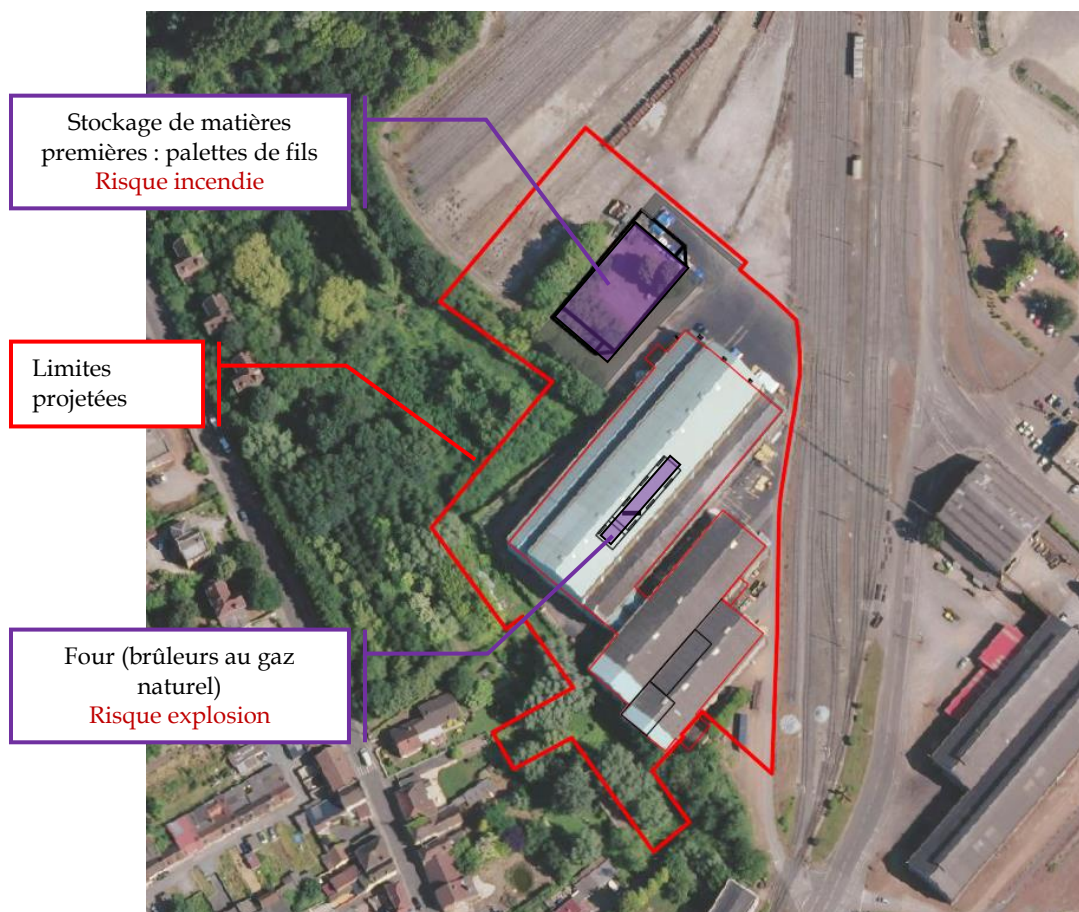 Stockage de matières
premières : palettes de fils
Risque incendie
Limites
projetées
Four (brûleurs au gaz
naturel)
Risque explosion